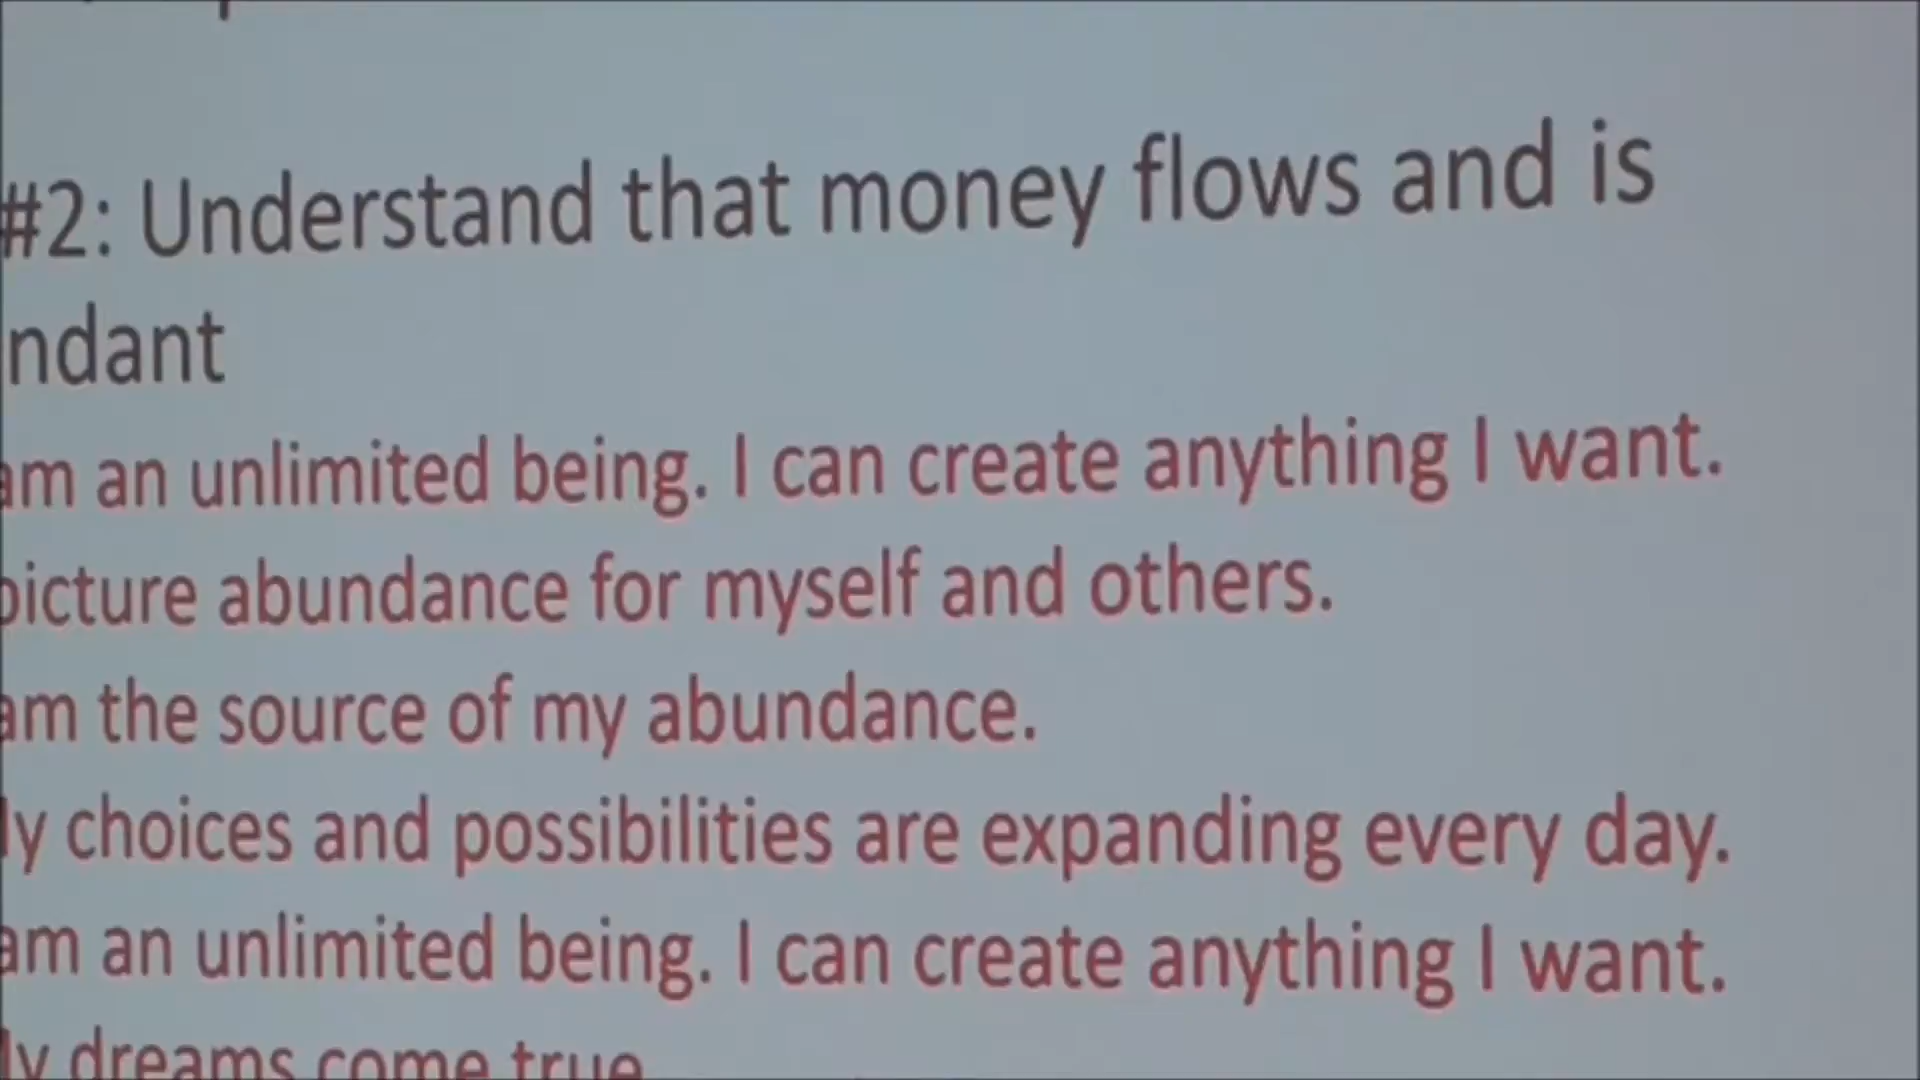 #2: Understand that money flows and is
ndant
am an unlimited being. I can create anything I want.
picture abundance for myself and others.
am the source of my abundance.
ly choices and possibilities are expanding every day.
am an unlimited being. I can create anything I want.
ly dreams come true